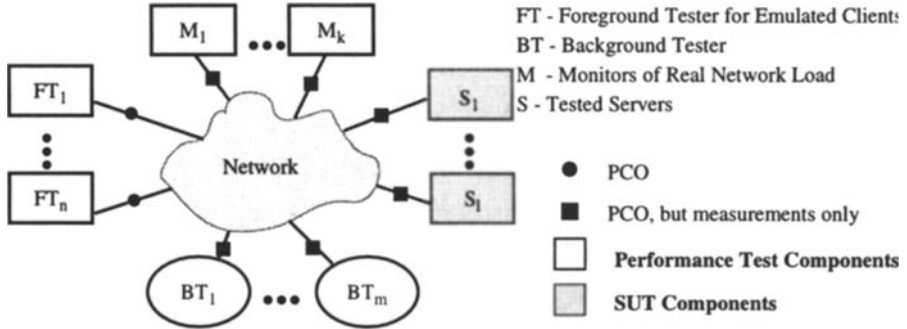 M1 Mk
FT1
FTn
Network
S1
Sl
BT1 BTm
FT - Foreground Tester for Emulated Clients
BT - Background Tester
M - Monitors of Real Network Load
S - Tested Servers
PCO
PCO, but measurements only
Performance Test Components
SUT Components